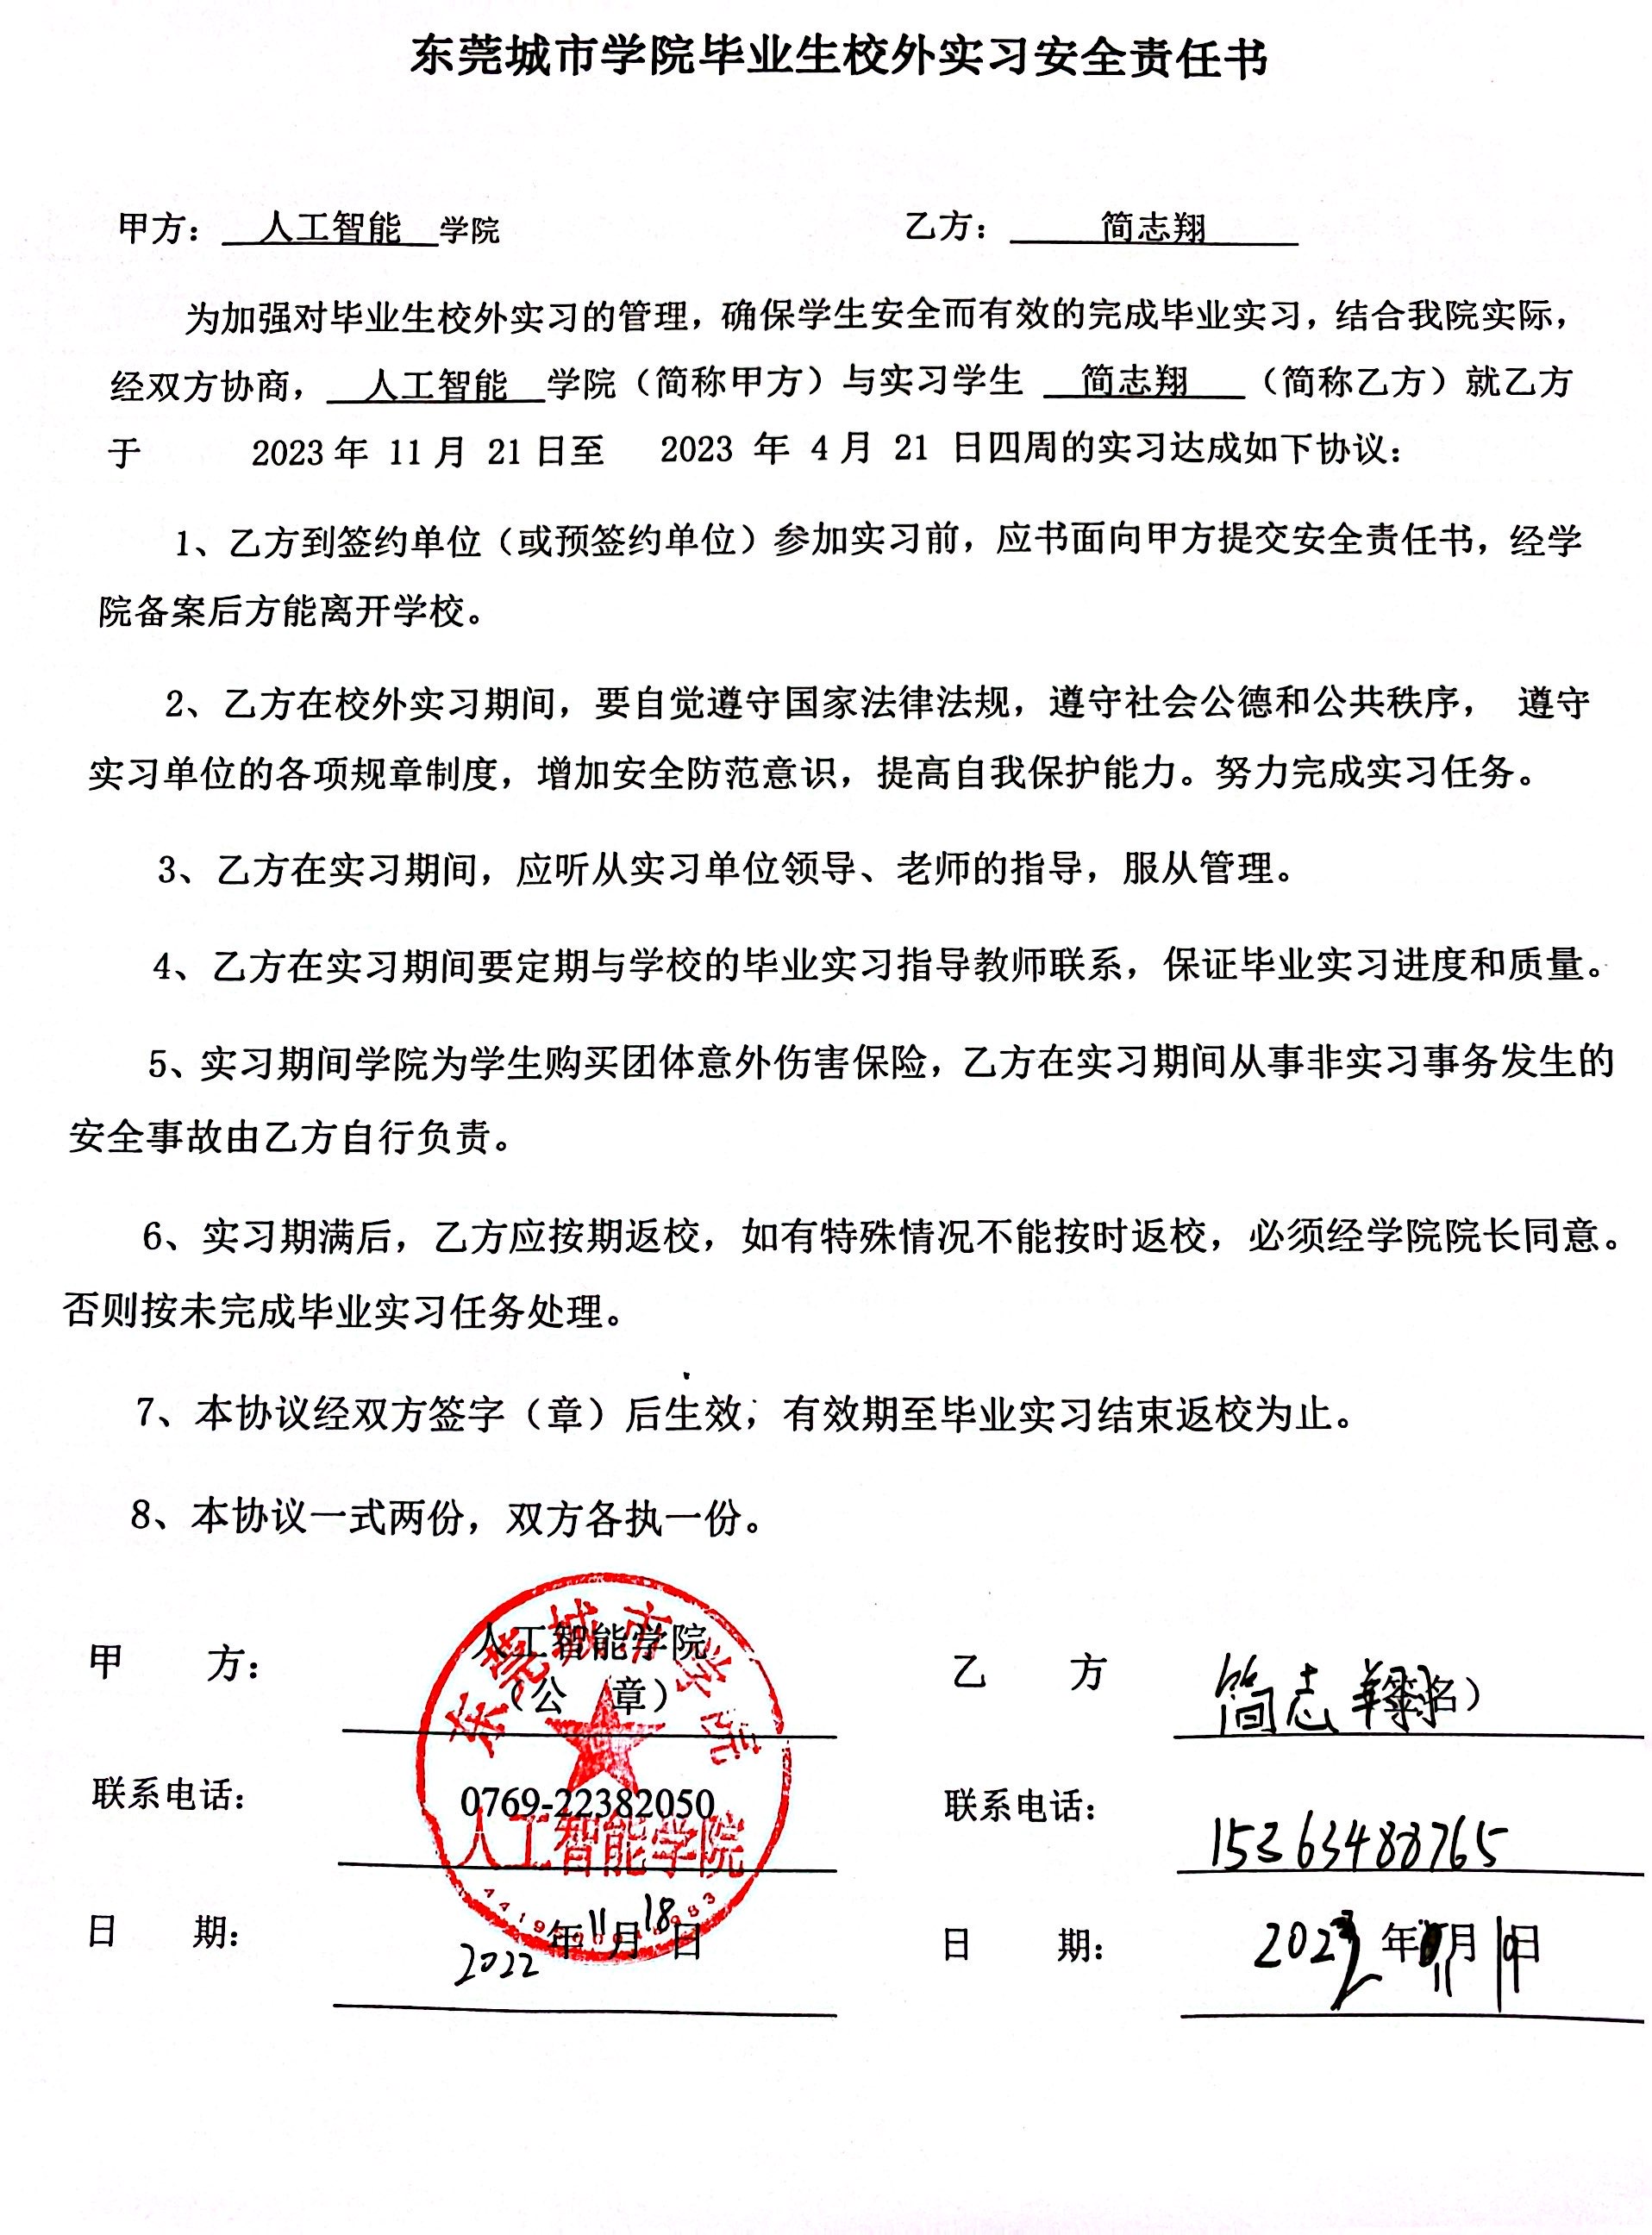 东莞城市学院毕业生校外实习安全责任书
甲方：人工智能学院 乙方：简志翔
为加强对毕业生校外实习的管理，确保学生安全而有效的完成毕业实习，结合我院实际，
经双方协商，人工智能学院（简称甲方）与实习学生 简志翔（简称乙方）就乙方
于 2023年 11月 21日至 2023 年 4月 21 日四周的实习达成如下协议：
1、乙方到签约单位（或预签约单位）参加实习前，应书面向甲方提交安全责任书，经学
院备案后方能离开学校。
2、乙方在校外实习期间，要自觉遵守国家法律法规，遵守社会公德和公共秩序， 遵守
实习单位的各项规章制度，增加安全防范意识，提高自我保护能力。努力完成实习任务。
3、乙方在实习期间，应听从实习单位领导、老师的指导，服从管理。
4、乙方在实习期间要定期与学校的毕业实习指导教师联系，保证毕业实习进度和质量。
5、实习期间学院为学生购买团体意外伤害保险，乙方在实习期间从事非实习事务发生的
安全事故由乙方自行负责。
6、实习期满后，乙方应按期返校，如有特殊情况不能按时返校，必须经学院院长同意。
否则按未完成毕业实习任务处理。
7、本协议经双方签字（章）后生效，有效期至毕业实习结束返校为止。
8、本协议一式两份，双方各执一份。
东莞城市学院
人工智能学院
甲 方： 人工智能学院
（公 章） 乙 方 简志翔 名）
联系电话： 0769-22382050 联系电话： 15363488765
日 期： 2022年11月18日 日 期： 2022年11月 日